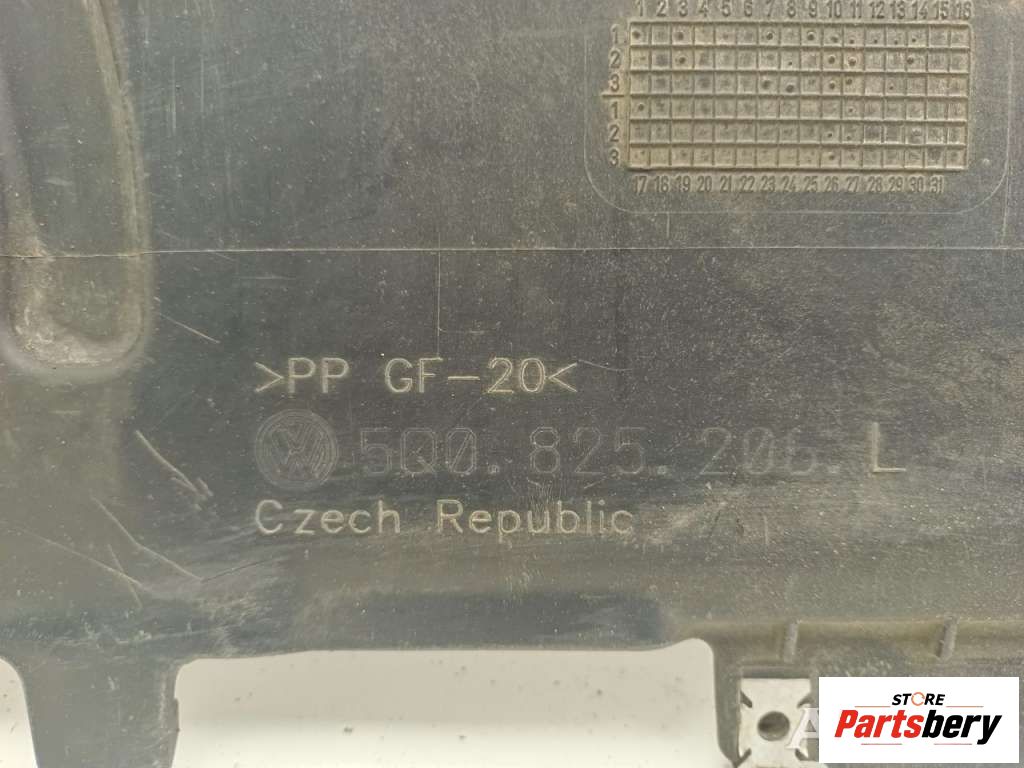 1 2 3 4 5 6 7 8 9 10 11 12 13 14 15 16
1
2
3
1
2
3
17 18 19 20 21 22 23 24 25 26 27 28 29 30 31
>PP GF-20<
5Q0. 825. 206. L
Czech Republic
STORE
Partsbery